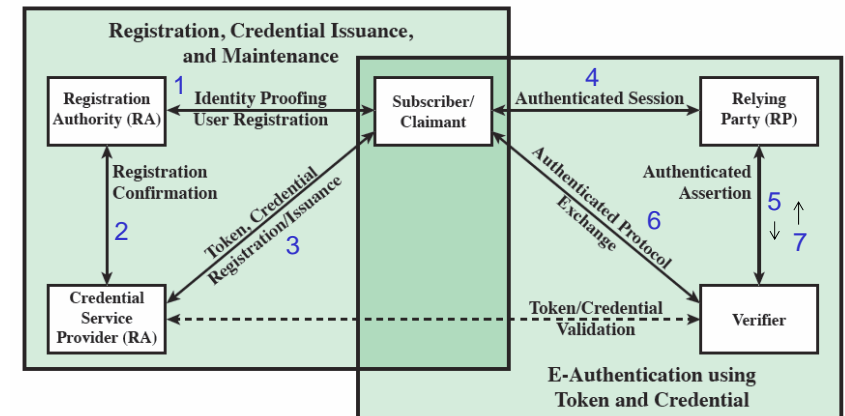 Registration, Credential Issuance,
and Maintenance
1
4
Registration
Authority (RA)
Identity Proofing
User Registration
Subscriber/
Claimant
Authenticated Session
Relying
Party (RP)
Registration
Confirmation
2
Token, Credential
Registration/Issuance
3
Authenticated Protocol
Exchange
6
Authenticated
Assertion
5
7
Credential
Service
Provider (RA)
Token/Credential
Validation
Verifier
E-Authentication using
Token and Credential